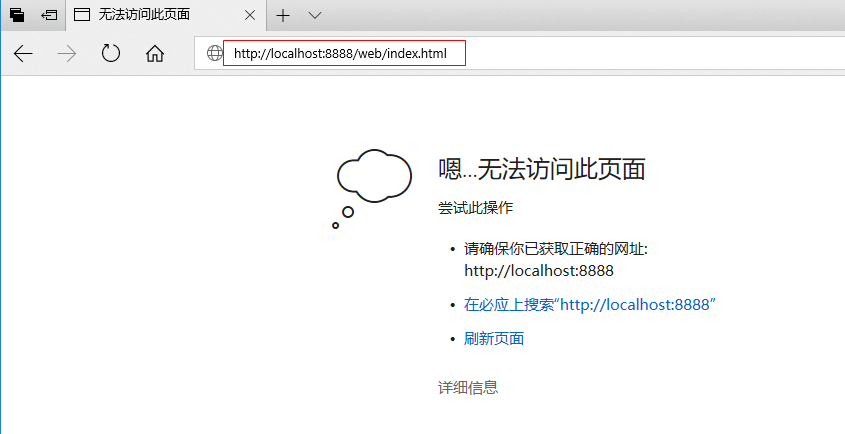 无法访问此页面
http://localhost:8888/web/index.html
嗯...无法访问此页面
尝试此操作
请确保你已获取正确的网址:
http://localhost:8888
在必应上搜索“http://localhost:8888”
刷新页面
详细信息